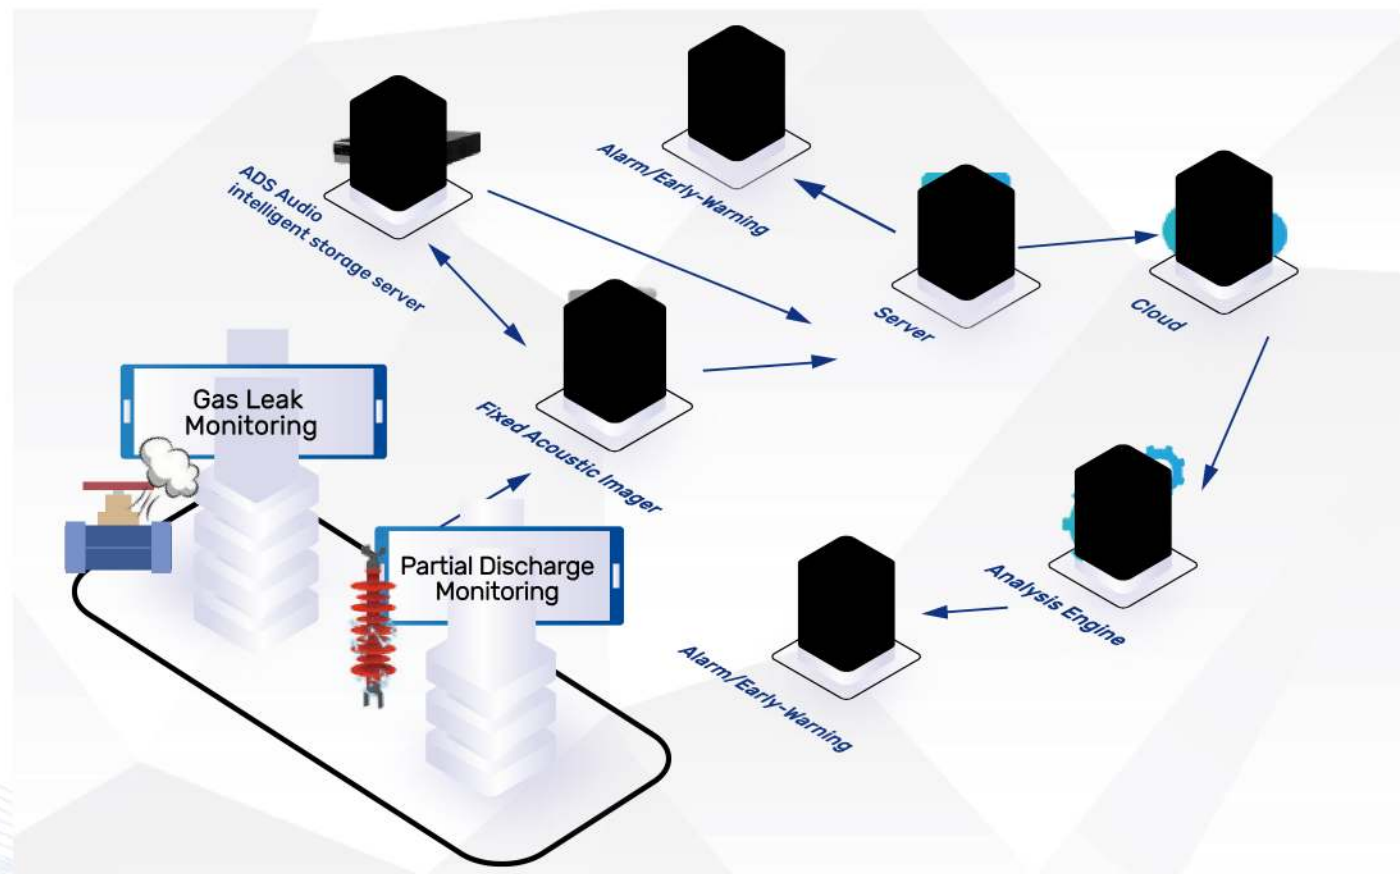 ADS Audio
intelligent storage server
Alarm/Early-Warning
Server
Cloud
Fixed Acoustic Imager
Gas Leak
Monitoring
Partial Discharge
Monitoring
Analysis Engine
Alarm/Early-Warning